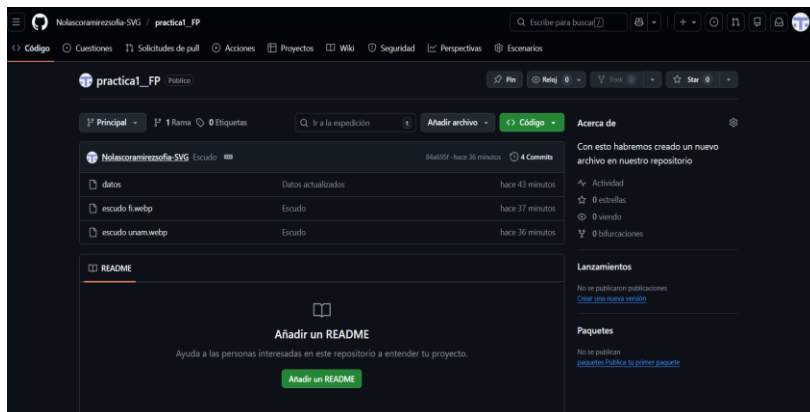 Nolascoramirezsofia-SVG / practica1_FP
Escribe para buscar
Código Cuestiones Solicitudes de pull Acciones Proyectos Wiki Seguridad Perspectivas Escenarios
practica1__FP Público
Pin Reloj 0 Fork 0 Star 0
Principal 1 Rama 0 Etiquetas Ir a la expedición t Añadir archivo Código
Nolascoramirezsofia-SVG Escudo 84a695f · hace 36 minutos 4 Commits
datos Datos actualizados hace 43 minutos
escudo fi.webp Escudo hace 37 minutos
escudo unam.webp Escudo hace 36 minutos
README
Añadir un README
Ayuda a las personas interesadas en este repositorio a entender tu proyecto.
Añadir un README
Acerca de
Con esto habremos creado un nuevo
archivo en nuestro repositorio
Actividad
0 estrellas
0 viendo
0 bifurcaciones
Lanzamientos
No se publicaron publicaciones
Crear una nueva versión
Paquetes
No se publican
paquetes Publica tu primer paquete